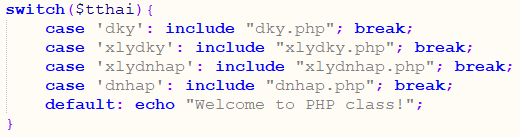 switch($tthai){
    case 'dky': include "dky.php"; break;
    case 'xlydky': include "xlydky.php"; break;
    case 'xlydnhap': include "xlydnhap.php"; break;
    case 'dnhap': include "dnhap.php"; break;
    default: echo "Welcome to PHP class!";
}